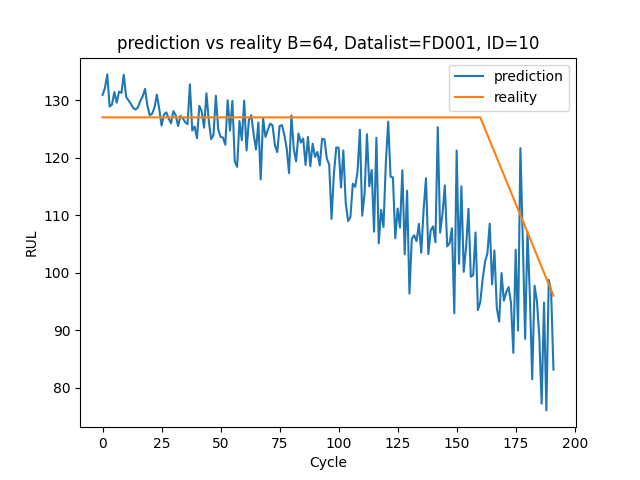 prediction vs reality B=64, Datalist=FD001, ID=10
prediction
reality
RUL
130
120
110
100
90
80
0 25 50 75 100 125 150 175 200
Cycle